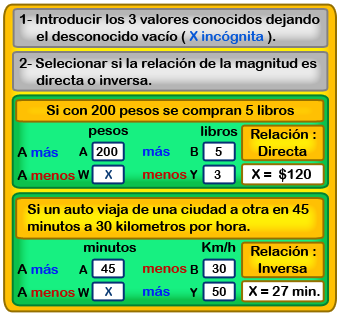 1- Introducir los 3 valores conocidos dejando
el desconocido vacío ( X incógnita ).
2- Selecionar si la relación de la magnitud es
directa o inversa.
Si con 200 pesos se compran 5 libros
pesos libros
A más A 200 más B 5
A menos W X menos Y 3
Relación :
Directa
X = $120
Si un auto viaja de una ciudad a otra en 45
minutos a 30 kilometros por hora.
minutos Km/h
A más A 45 menos B 30
A menos W X más Y 50
Relación :
Inversa
X = 27 min.